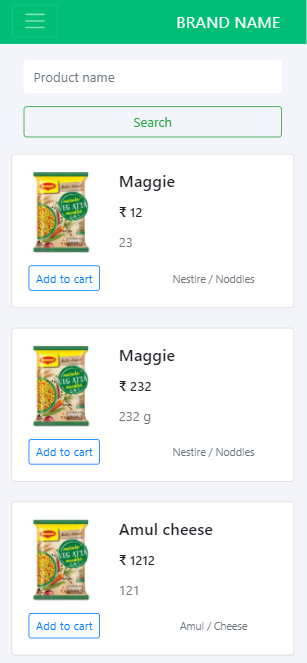 BRAND NAME
Product name
Search
Maggie
₹ 12
23
Add to cart
Nestire / Noddles
Maggie
₹ 232
232 g
Add to cart
Nestire / Noddles
Amul cheese
₹ 1212
121
Add to cart
Amul / Cheese